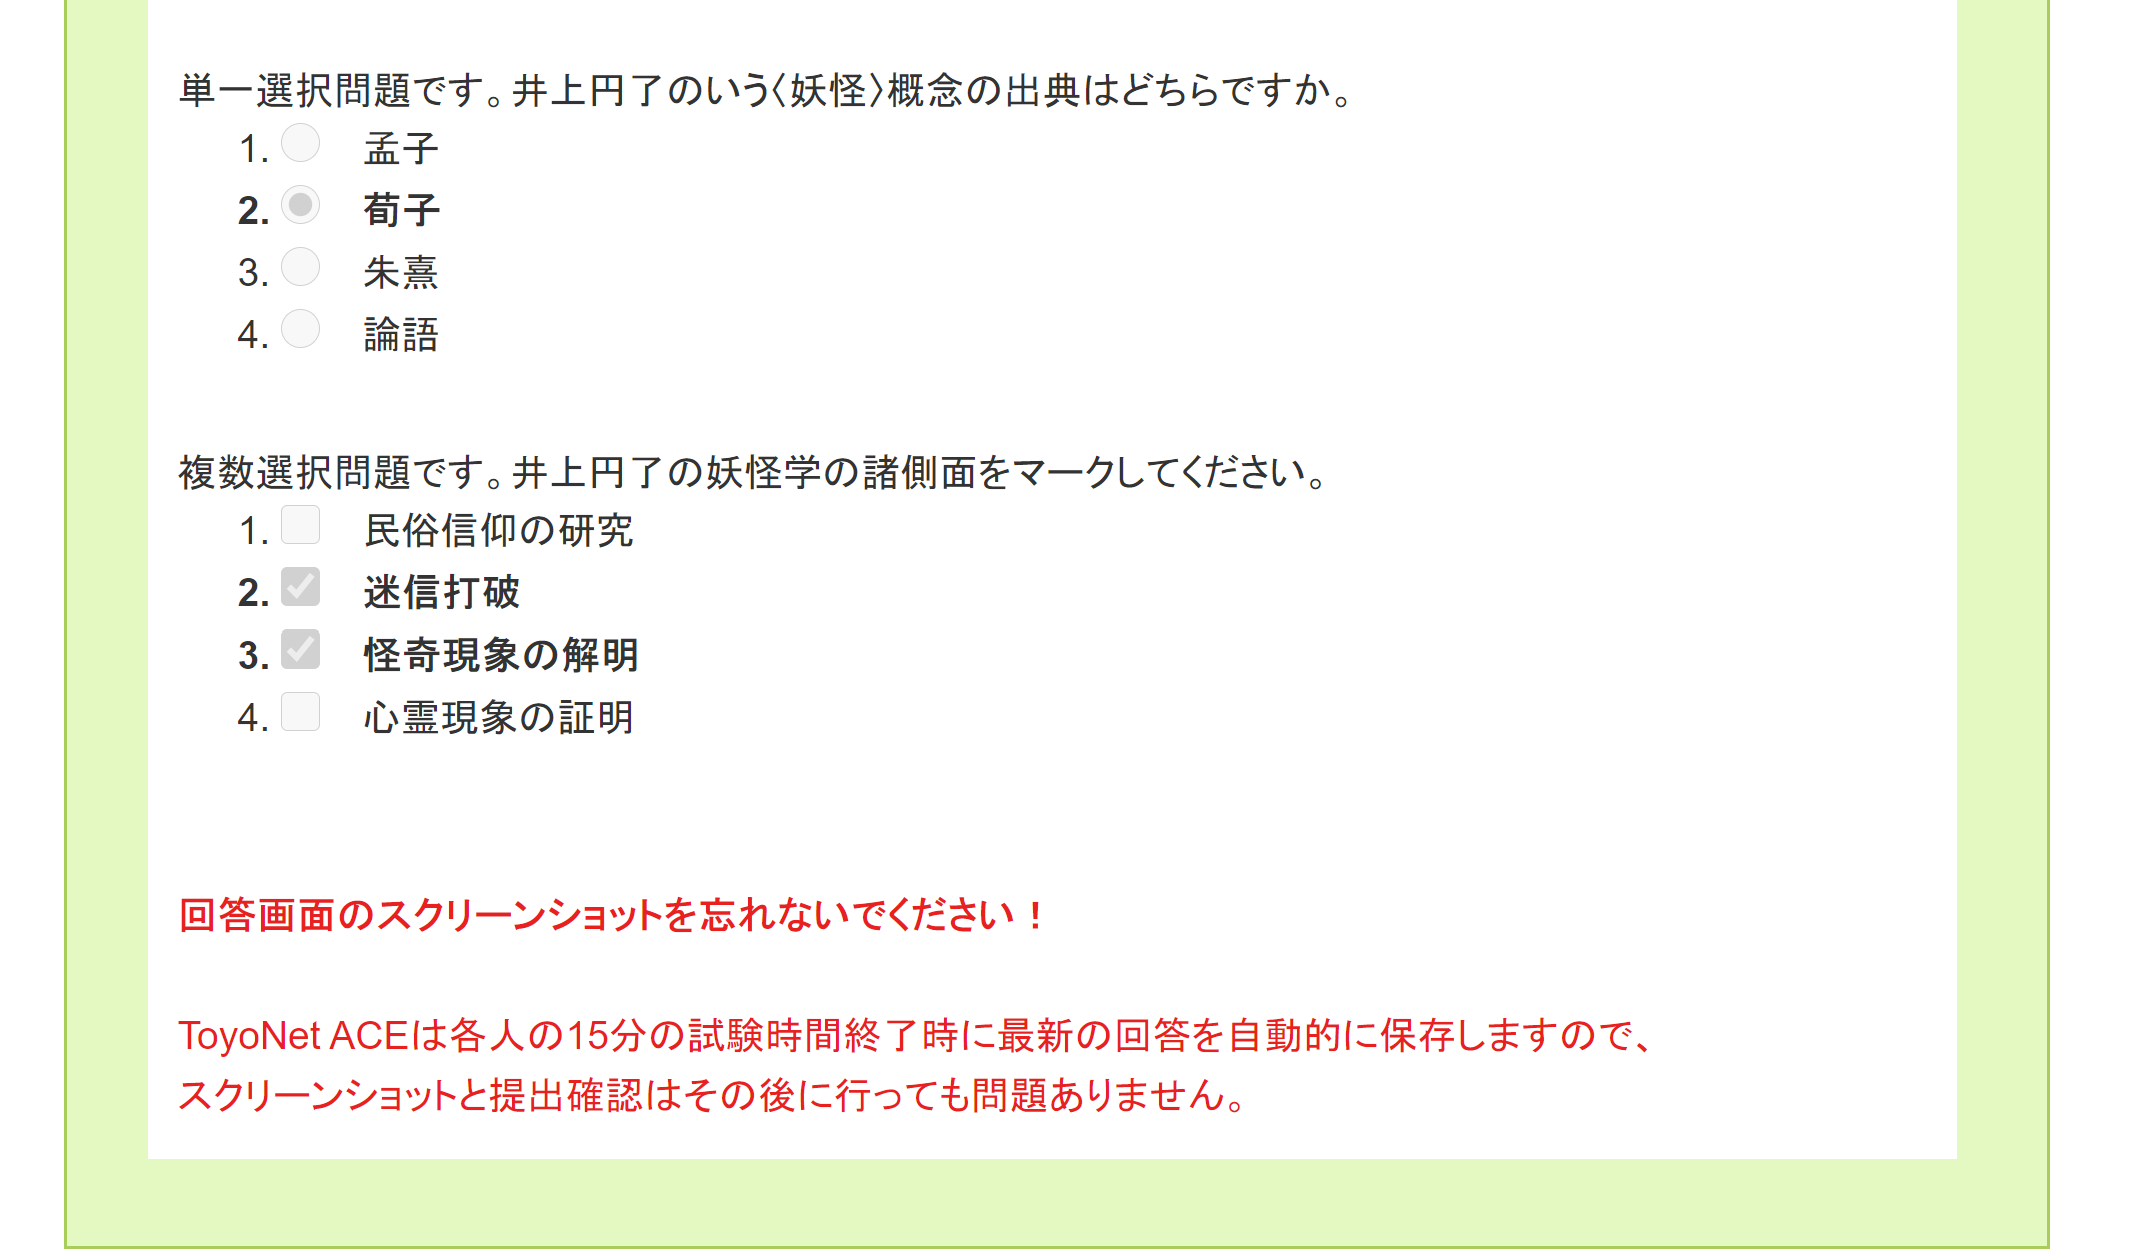 単一選択問題です。井上円了のいう〈妖怪〉概念の出典はどちらですか。
1. 孟子
2. 荀子
3. 朱熹
4. 論語
複数選択問題です。井上円了の妖怪学の諸側面をマークしてください。
1. 民俗信仰の研究
2. 迷信打破
3. 怪奇現象の解明
4. 心霊現象の証明
回答画面のスクリーンショットを忘れないでください！
ToyoNet ACEは各人の15分の試験時間終了時に最新の回答を自動的に保存しますので、
スクリーンショットと提出確認はその後に行っても問題ありません。